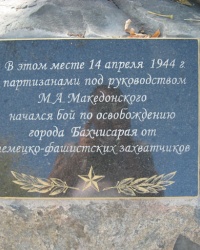 В этом месте 14 апреля 1944 г
партизанами под руководством
М.А.Македонского
начался бой по освобождению
города Бахчисарая от
немецко-фашистских захватчиков